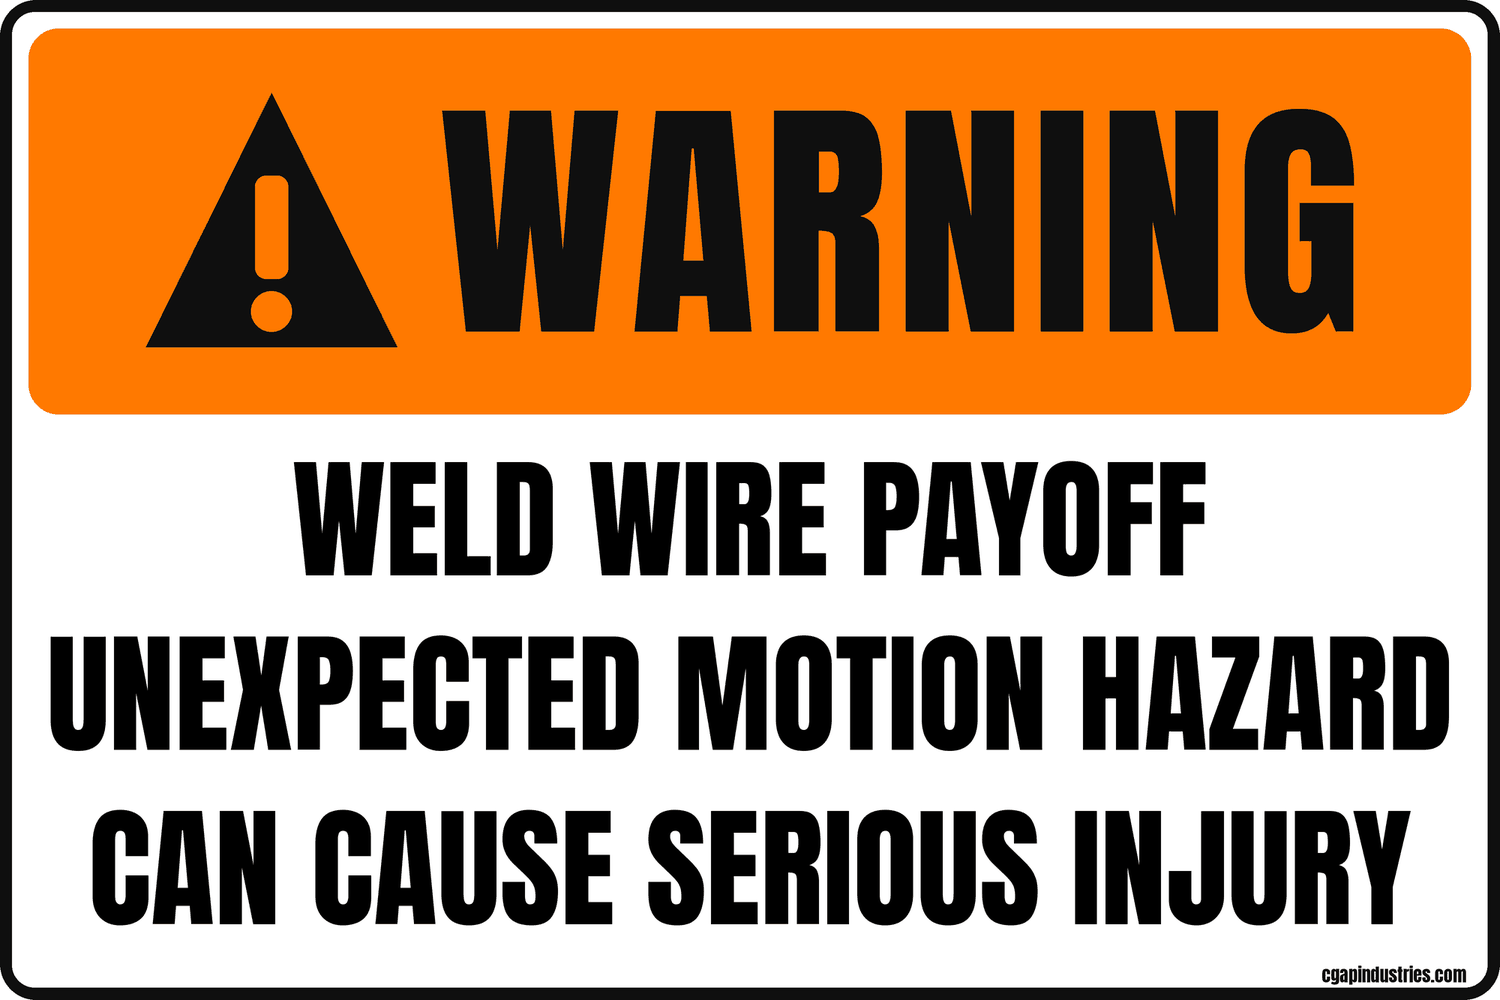 WARNING
WELD WIRE PAYOFF
UNEXPECTED MOTION HAZARD
CAN CAUSE SERIOUS INJURY
cgapindustries.com